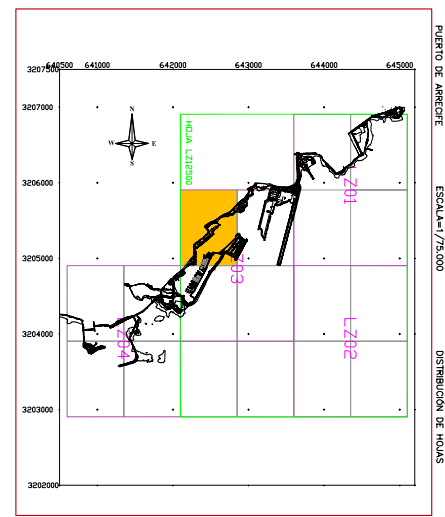 640500 641000 642000 643000 644000 645000
3207500
3207000
3206000
3205000
3204000
3203000
3202000
N
W E
S
HOJA LZ12500
Z01
Z03
LZ02
Z04
PUERTO DE ARRECIFE ESCALA=1/75.000 DISTRIBUCIÓN DE HOJAS